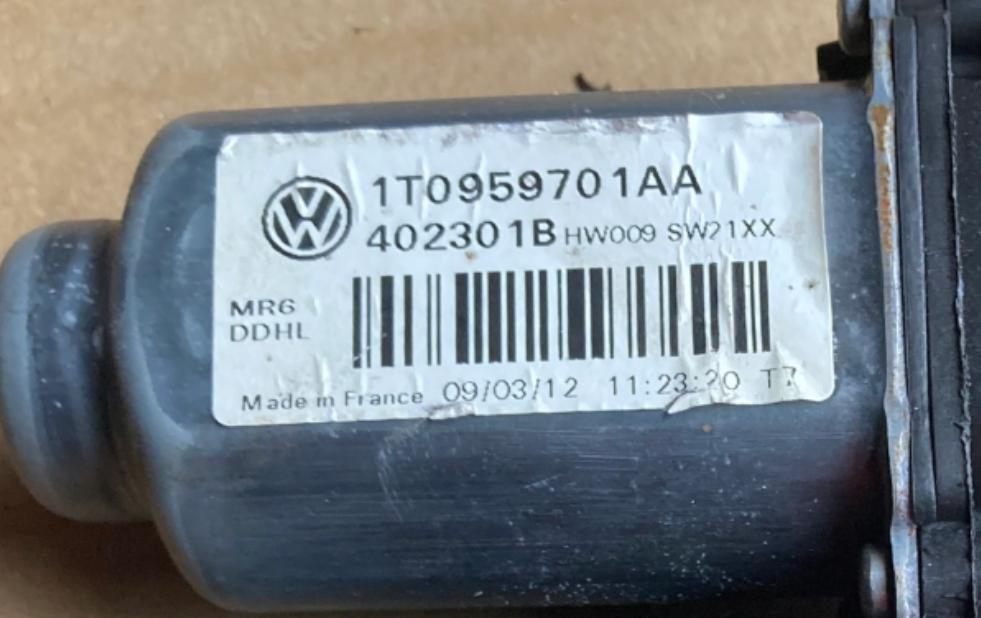 1T0959701AA
402301B HW009 SW21XX
MR6
DDHL
Made in France 09/03/12 11:23:20 T7